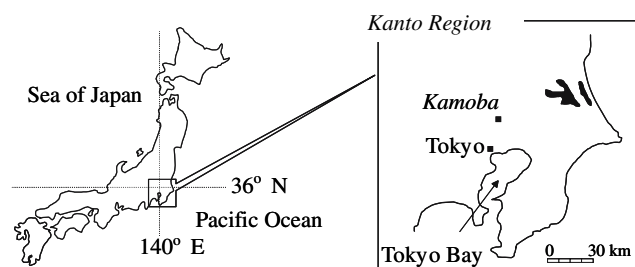 Kanto Region
Sea of Japan
Kamoba
Tokyo
36° N
Pacific Ocean
140° E
Tokyo Bay
0 30 km